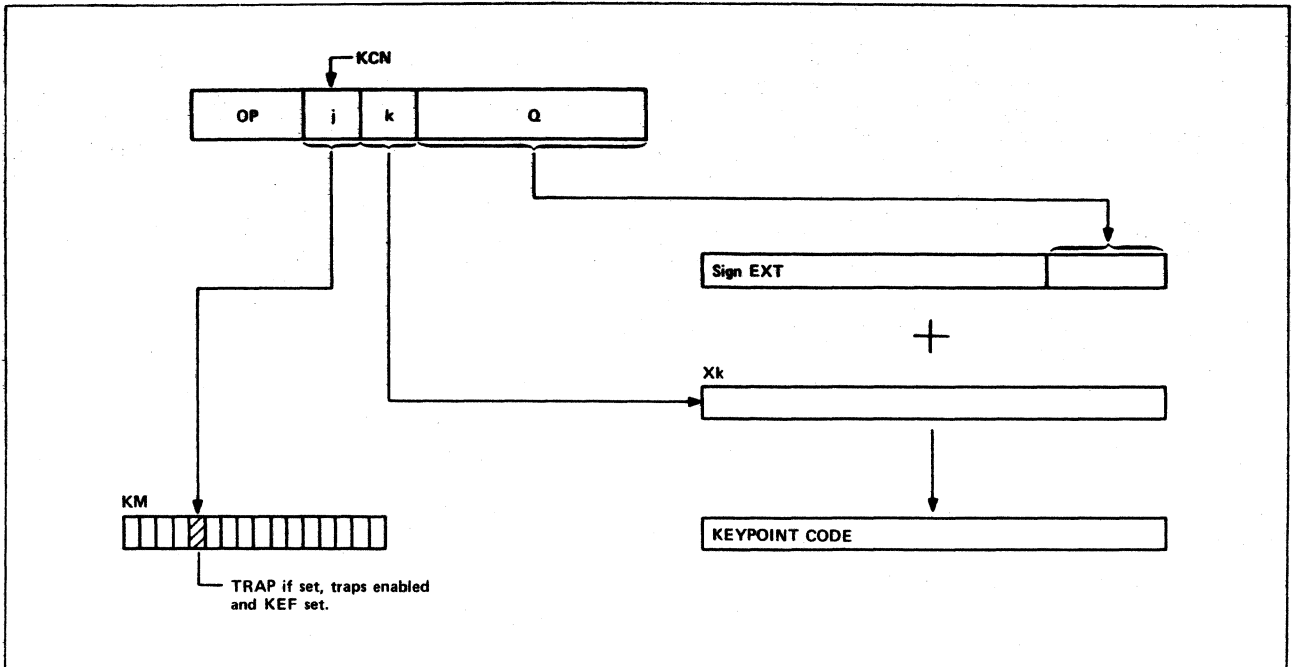 KCN
OP j k Q
Sign EXT
+
Xk
KM
KEYPOINT CODE
TRAP if set, traps enabled
and KEF set.